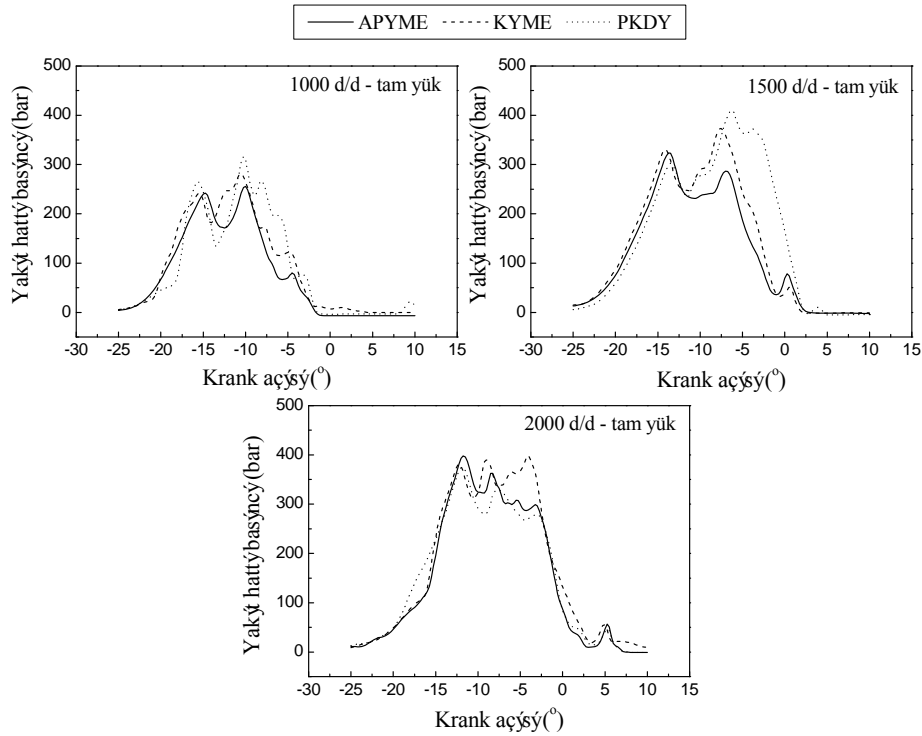 APYME KYME PKDY
1000 d/d - tam yük
Yakýt hattý basýncý (bar)
500
400
300
200
100
0
-30 -25 -20 -15 -10 -5 0 5 10 15
Krank açýsý (o)
1500 d/d - tam yük
Yakýt hattý basýncý (bar)
500
400
300
200
100
0
-30 -25 -20 -15 -10 -5 0 5 10 15
Krank açýsý (o)
2000 d/d - tam yük
Yakýt hattý basýncý (bar)
500
400
300
200
100
0
-30 -25 -20 -15 -10 -5 0 5 10 15
Krank açýsý (o)